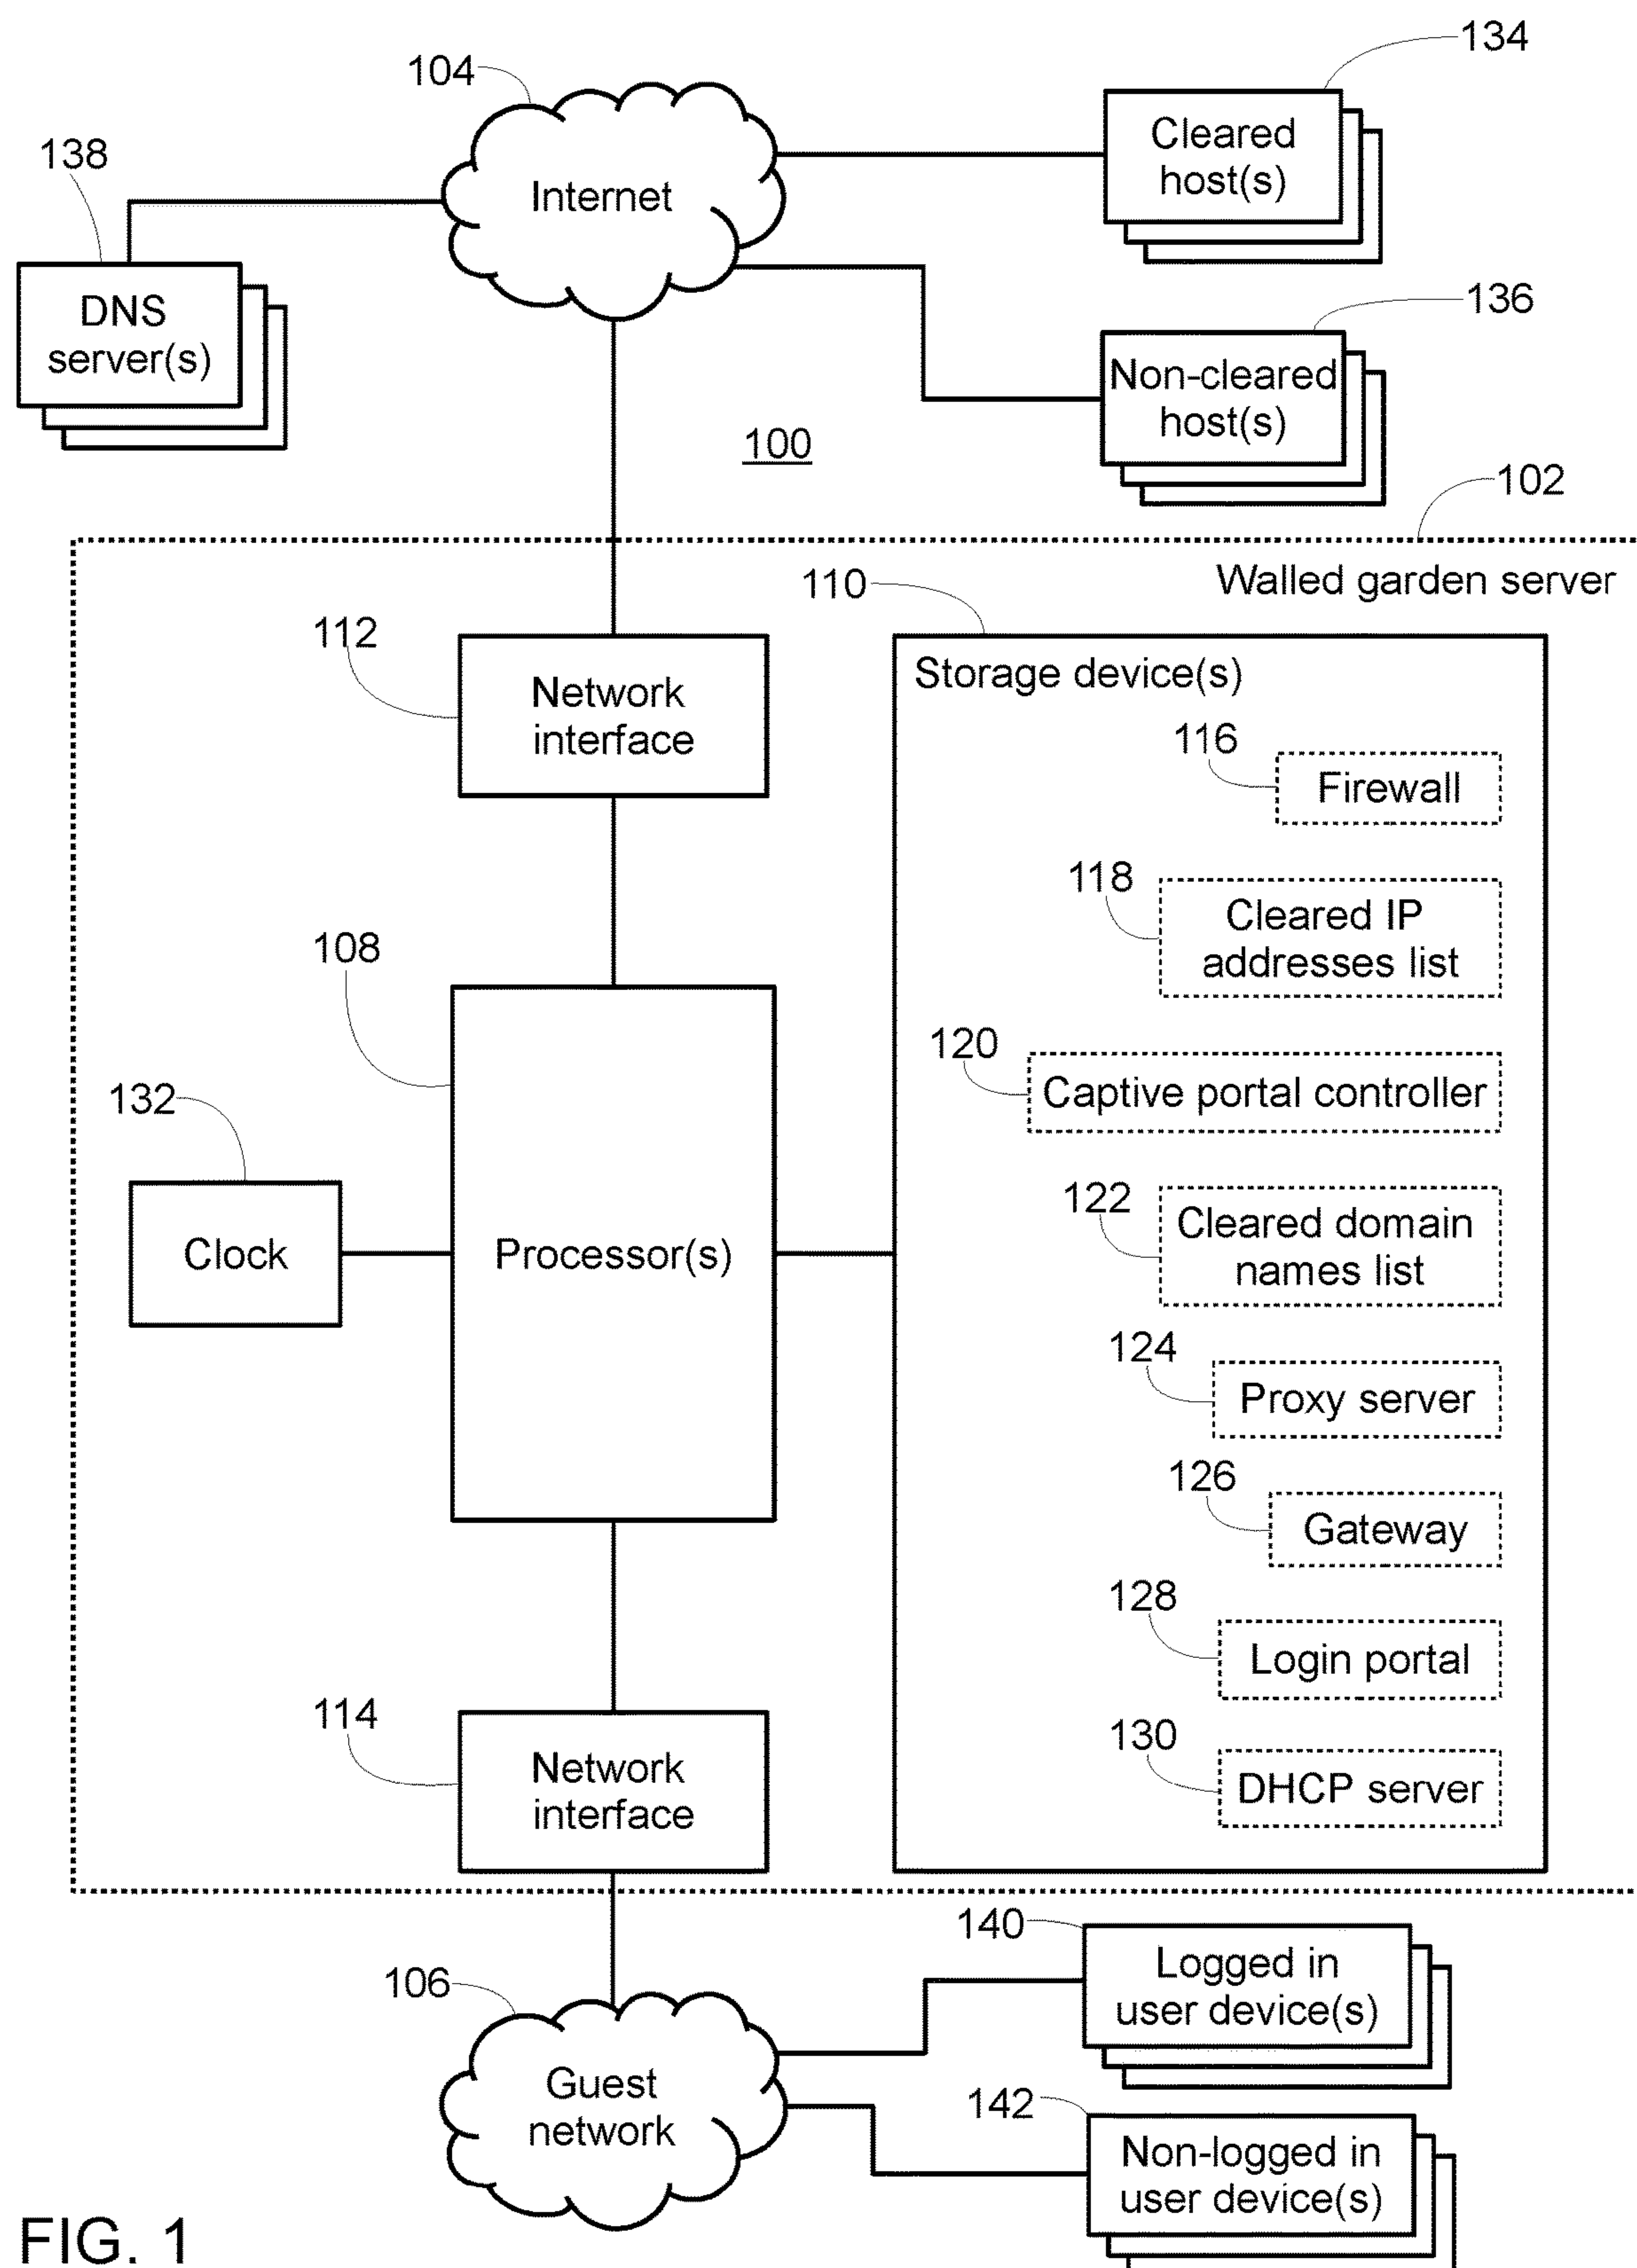 134
104
Cleared
host(s)
138
Internet
DNS
server(s)
136
Non-cleared
host(s)
100
102
Walled garden server
110
112
Storage device(s)
Network
interface
116
Firewall
118
Cleared IP
addresses list
108
120
Captive portal controller
132
122
Cleared domain
names list
Clock
Processor(s)
124
Proxy server
126
Gateway
128
Login portal
114
130
Network
interface
DHCP server
140
Logged in
user device(s)
106
Guest
network
142
Non-logged in
user device(s)
FIG. 1